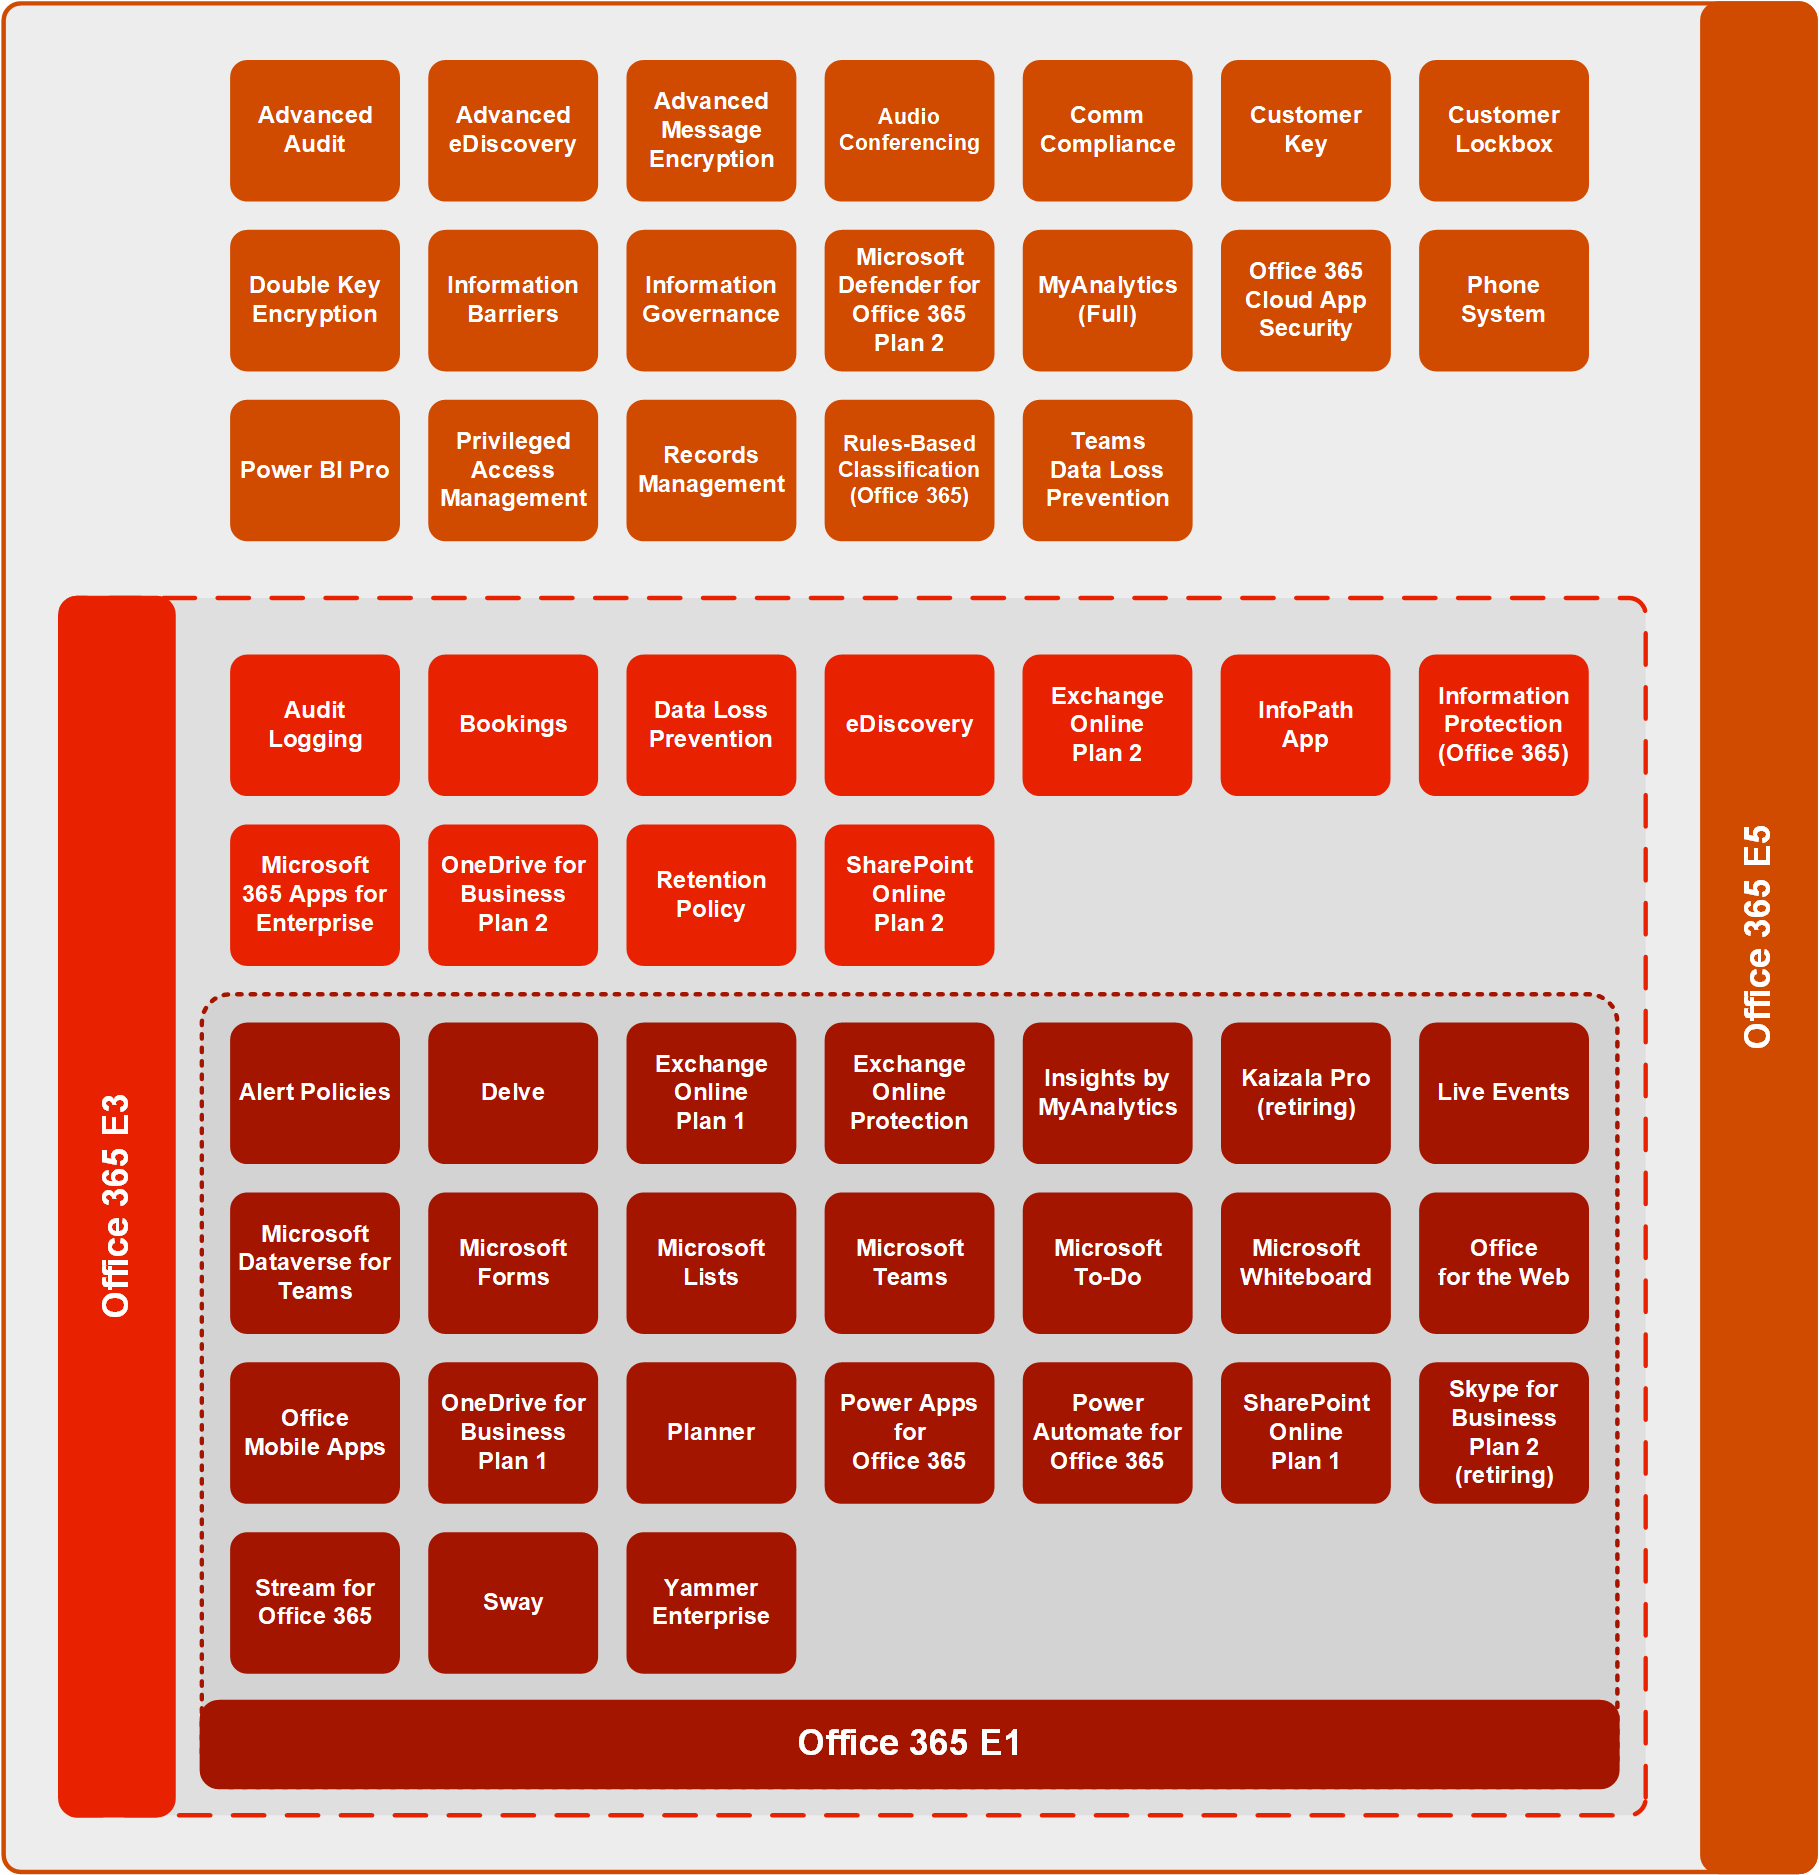 Advanced
Audit
Advanced
eDiscovery
Advanced
Message
Encryption
Audio
Conferencing
Comm
Compliance
Customer
Key
Customer
Lockbox
Double Key
Encryption
Information
Barriers
Information
Governance
Microsoft
Defender for
Office 365
Plan 2
MyAnalytics
(Full)
Office 365
Cloud App
Security
Phone
System
Power BI Pro
Privileged
Access
Management
Records
Management
Rules-Based
Classification
(Office 365)
Teams
Data Loss
Prevention
Office 365 E5
Office 365 E3
Audit
Logging
Bookings
Data Loss
Prevention
eDiscovery
Exchange
Online
Plan 2
InfoPath
App
Information
Protection
(Office 365)
Microsoft
365 Apps for
Enterprise
OneDrive for
Business
Plan 2
Retention
Policy
SharePoint
Online
Plan 2
Alert Policies
Delve
Exchange
Online
Plan 1
Exchange
Online
Protection
Insights by
MyAnalytics
Kaizala Pro
(retiring)
Live Events
Microsoft
Dataverse for
Teams
Microsoft
Forms
Microsoft
Lists
Microsoft
Teams
Microsoft
To-Do
Microsoft
Whiteboard
Office
for the Web
Office
Mobile Apps
OneDrive for
Business
Plan 1
Planner
Power Apps
for
Office 365
Power
Automate for
Office 365
SharePoint
Online
Plan 1
Skype for
Business
Plan 2
(retiring)
Stream for
Office 365
Sway
Yammer
Enterprise
Office 365 E1